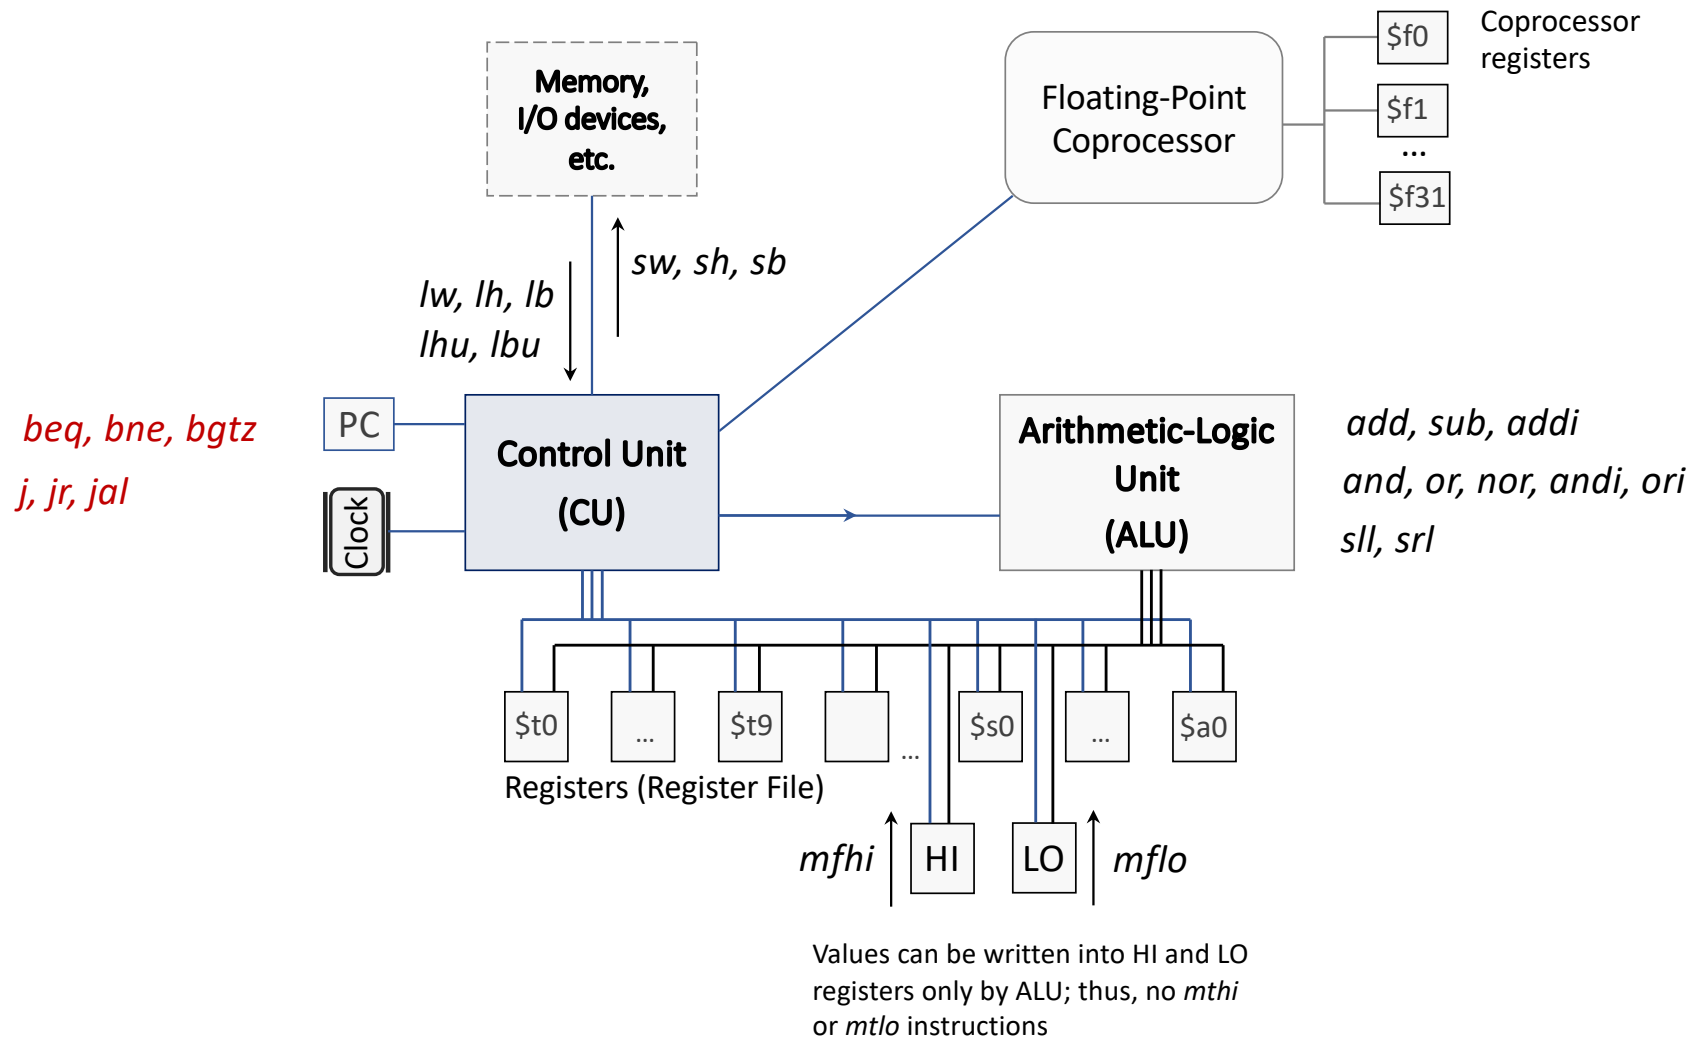 Memory,
I/O devices,
etc.
Floating-Point
Coprocessor
$f0
Coprocessor
registers
$f1
...
$f31
sw, sh, sb
lw, lh, lb
lhu, lbu
beq, bne, bgtz
j, jr, jal
PC
Clock
Control Unit
(CU)
Arithmetic-Logic
Unit
(ALU)
add, sub, addi
and, or, nor, andi, ori
sll, srl
$t0
...
$t9
...
$s0
...
$a0
Registers (Register File)
mfhi
HI
LO
mflo
Values can be written into HI and LO
registers only by ALU; thus, no mthi
or mtlo instructions